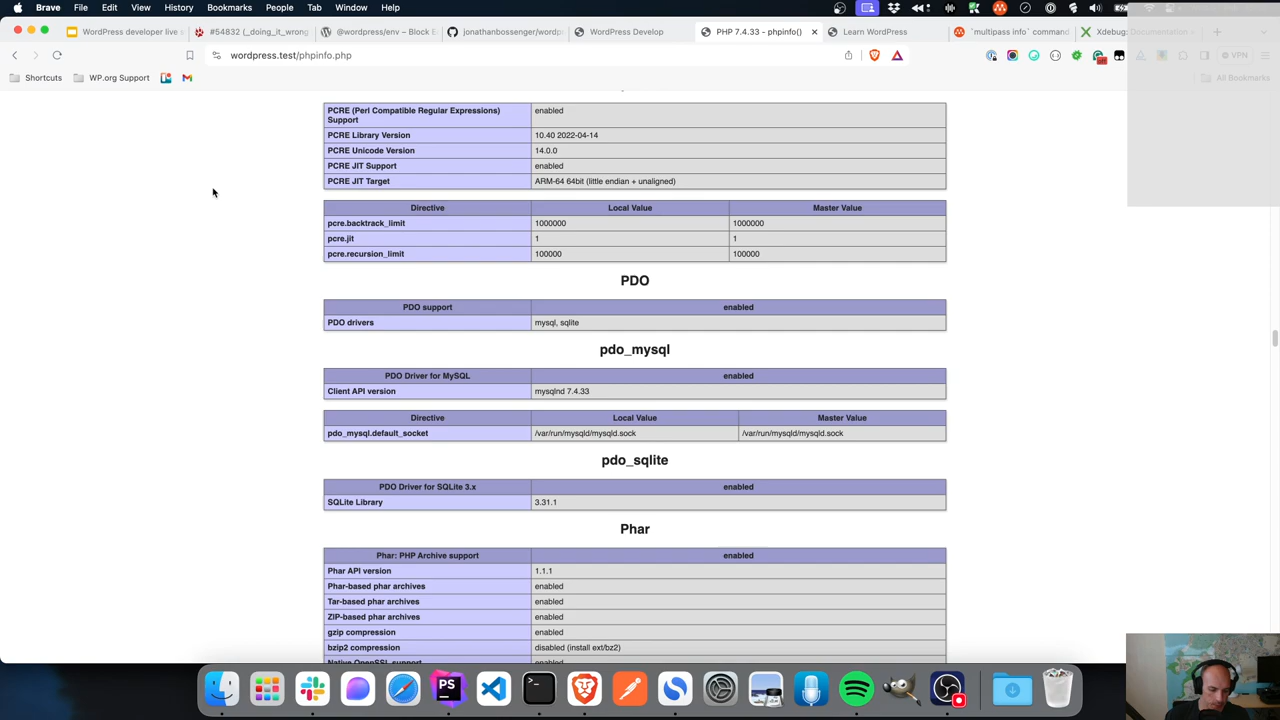 Brave File Edit View History Bookmarks People Tab Window Help
WordPress developer live s
#54832 (_doing_it_wrong
@wordpress/env – Block E
jonathanbossenger/wordp
WordPress Develop
PHP 7.4.33 - phpinfo()
Learn WordPress
`multipass info` command
Xdebug: Documentation
wordpress.test/phpinfo.php
VPN
Shortcuts
WP.org Support
All Bookmarks
PCRE (Perl Compatible Regular Expressions) Support enabled
PCRE Library Version 10.40 2022-04-14
PCRE Unicode Version 14.0.0
PCRE JIT Support enabled
PCRE JIT Target ARM-64 64bit (little endian + unaligned)
Directive Local Value Master Value
pcre.backtrack_limit 1000000 1000000
pcre.jit 1 1
pcre.recursion_limit 100000 100000
PDO
PDO support enabled
PDO drivers mysql, sqlite
pdo_mysql
PDO Driver for MySQL enabled
Client API version mysqlnd 7.4.33
Directive Local Value Master Value
pdo_mysql.default_socket /var/run/mysqld/mysqld.sock /var/run/mysqld/mysqld.sock
pdo_sqlite
PDO Driver for SQLite 3.x enabled
SQLite Library 3.31.1
Phar
Phar: PHP Archive support enabled
Phar API version 1.1.1
Phar-based phar archives enabled
Tar-based phar archives enabled
ZIP-based phar archives enabled
gzip compression enabled
bzip2 compression disabled (install ext/bz2)
Native OpenSSL support enabled
PS